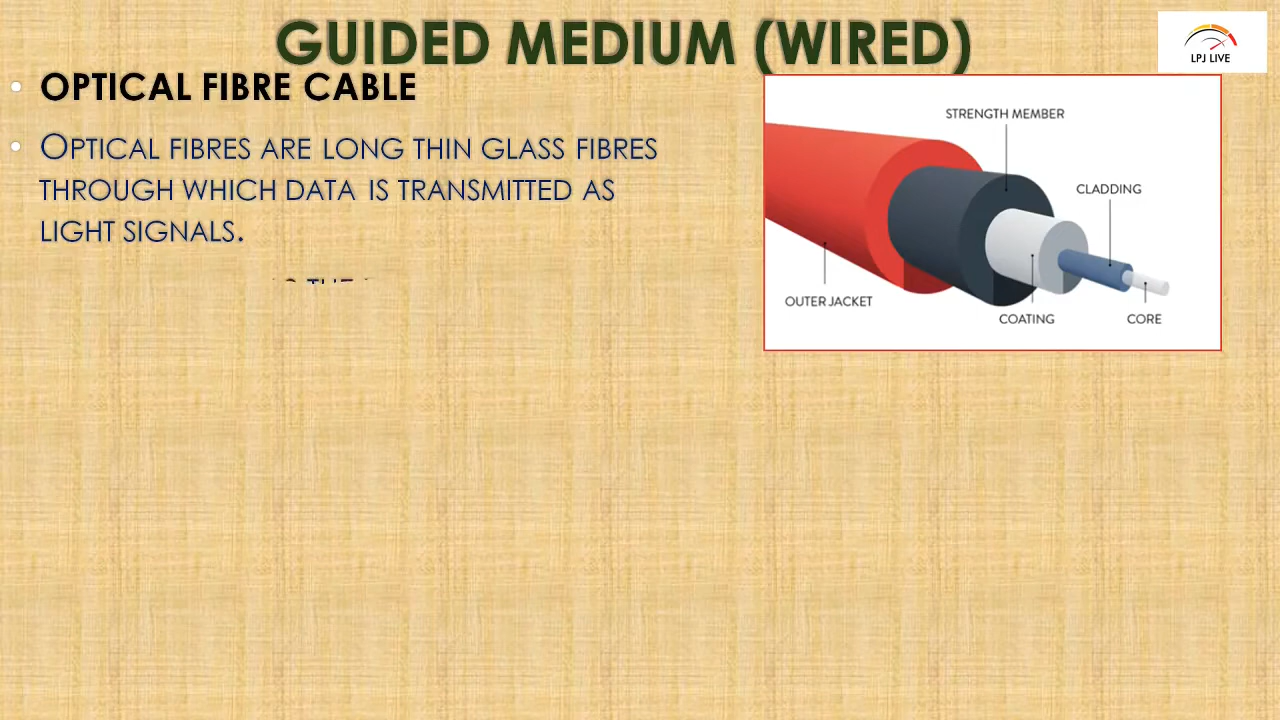 GUIDED MEDIUM (WIRED)
LPJ LIVE
• OPTICAL FIBRE CABLE
• OPTICAL FIBRES ARE LONG THIN GLASS FIBRES
THROUGH WHICH DATA IS TRANSMITTED AS
LIGHT SIGNALS.
STRENGTH MEMBER
CLADDING
OUTER JACKET
COATING
CORE